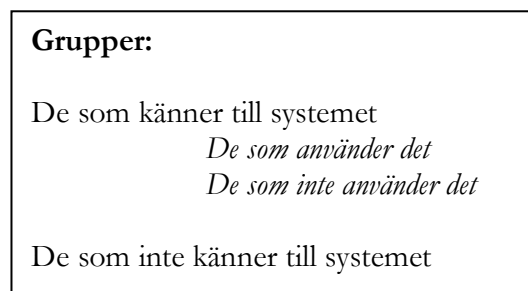 Grupper:
De som känner till systemet
De som använder det
De som inte använder det
De som inte känner till systemet